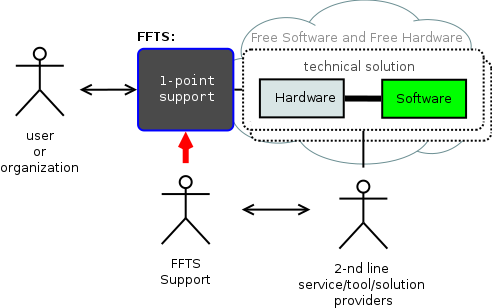 FFTS:
Free Software and Free Hardware
technical solution
1-point
support
Hardware
Software
user
or
organization
FFTS
Support
2-nd line
service/tool/solution
providers